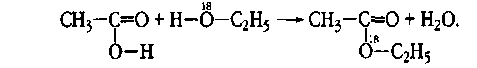 CH₃—C=O + H—¹⁸O—C₂H₅ ⟶ CH₃—C=O + H₂O.
O—H
¹⁸O—C₂H₅